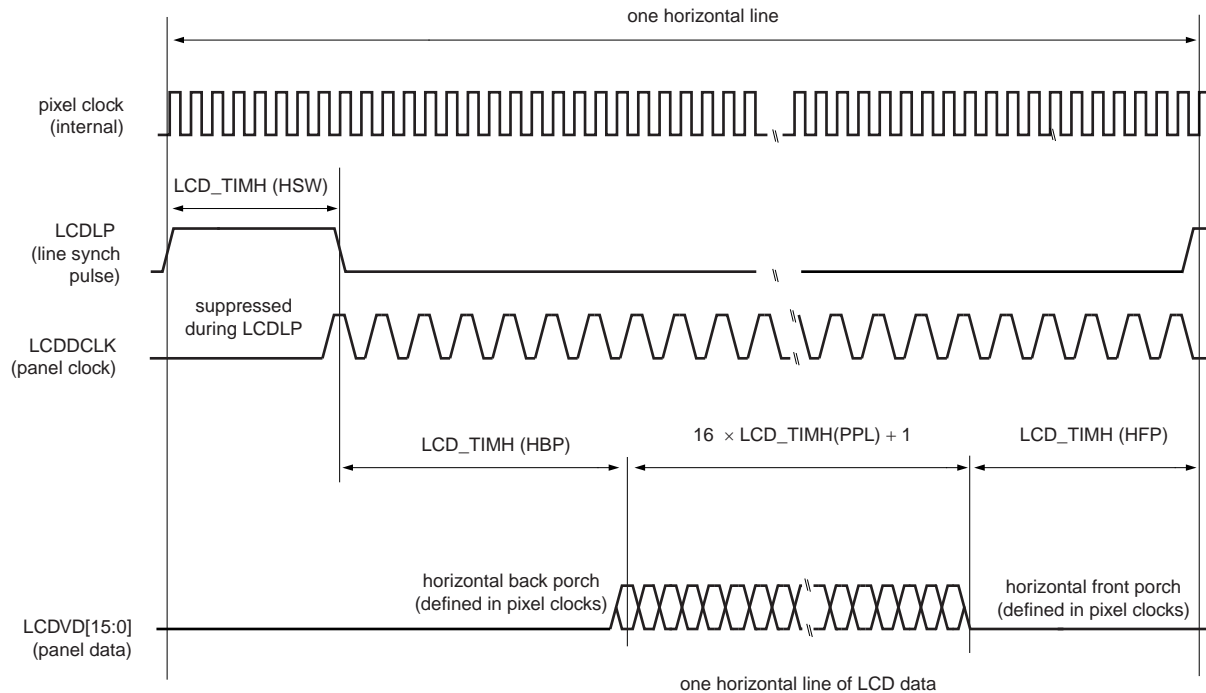 one horizontal line
pixel clock
(internal)
LCD_TIMH (HSW)
LCDLP
(line synch
pulse)
suppressed
during LCDLP
LCDDCLK
(panel clock)
LCD_TIMH (HBP)
16 × LCD_TIMH(PPL) + 1
LCD_TIMH (HFP)
horizontal back porch
(defined in pixel clocks)
horizontal front porch
(defined in pixel clocks)
LCDVD[15:0]
(panel data)
one horizontal line of LCD data